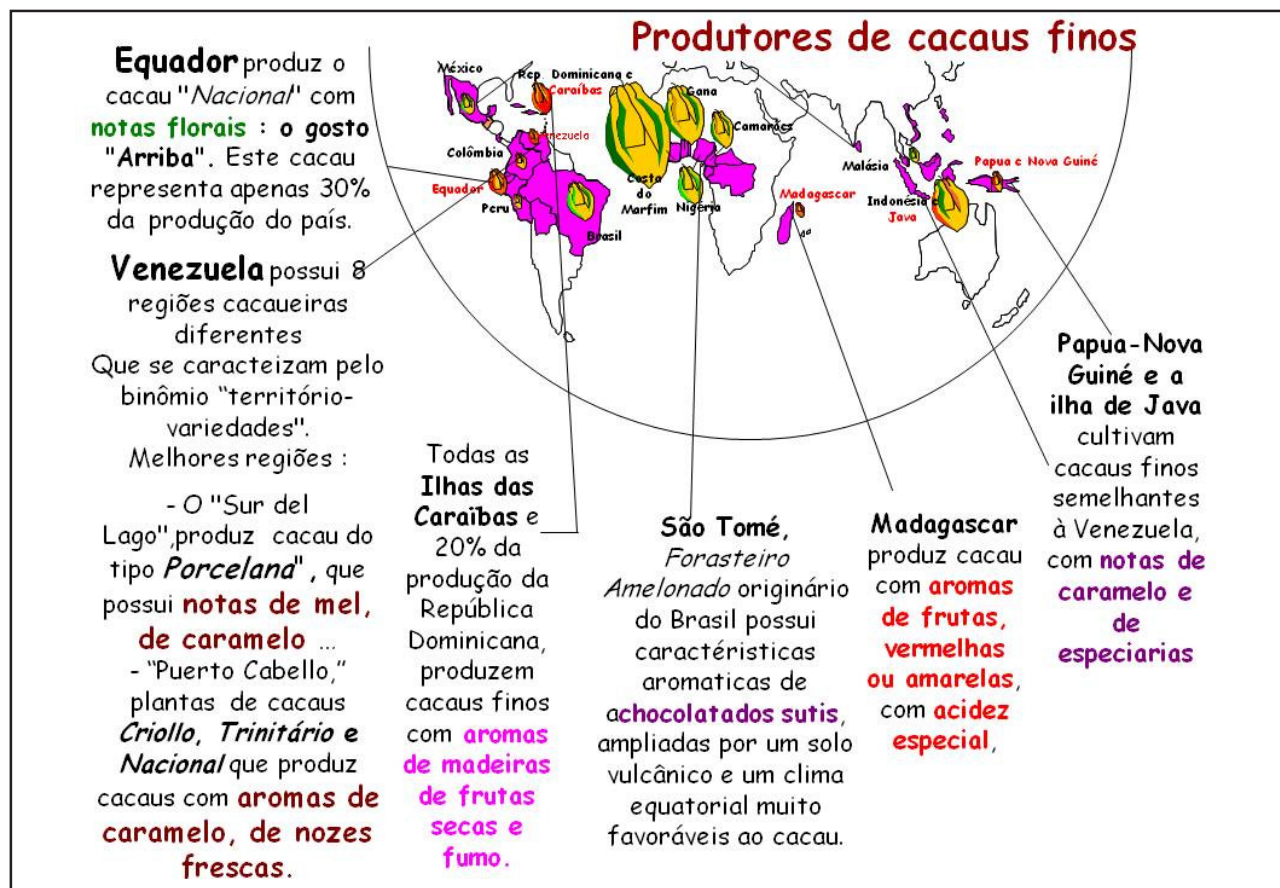 Produtores de cacaus finos
Equador produz o
cacau "Nacional" com
notas florais : o gosto
"Arriba". Este cacau
representa apenas 30%
da produção do país.
Venezuela possui 8
regiões cacaueiras
diferentes
Que se caracteizam pelo
binômio "território-
variedades".
Melhores regiões :
- O "Sur del
Lago",produz cacau do
tipo Porcelana" , que
possui notas de mel,
de caramelo ...
- "Puerto Cabello,"
plantas de cacaus
Criollo, Trinitário e
Nacional que produz
cacaus com aromas de
caramelo, de nozes
frescas.
México
Rep. Dominicana e
Caraíbas
Venezuela
Colômbia
Equador
Peru
Brasil
Costa
do
Marfim
Gana
Camarões
Nigéria
Madagascar
4ª
Malásia
Indonésia e
Java
Papua e Nova Guiné
Todas as
Ilhas das
Caraïbas e
20% da
produção da
República
Dominicana,
produzem
cacaus finos
com aromas
de madeiras
de frutas
secas e
fumo.
São Tomé,
Forasteiro
Amelonado originário
do Brasil possui
caractéristicas
aromaticas de
achocolatados sutis,
ampliadas por um solo
vulcânico e um clima
equatorial muito
favoráveis ao cacau.
Madagascar
produz cacau
com aromas
de frutas,
vermelhas
ou amarelas,
com acidez
especial,
Papua-Nova
Guiné e a
ilha de Java
cultivam
cacaus finos
semelhantes
à Venezuela,
com notas de
caramelo e
de
especiarias